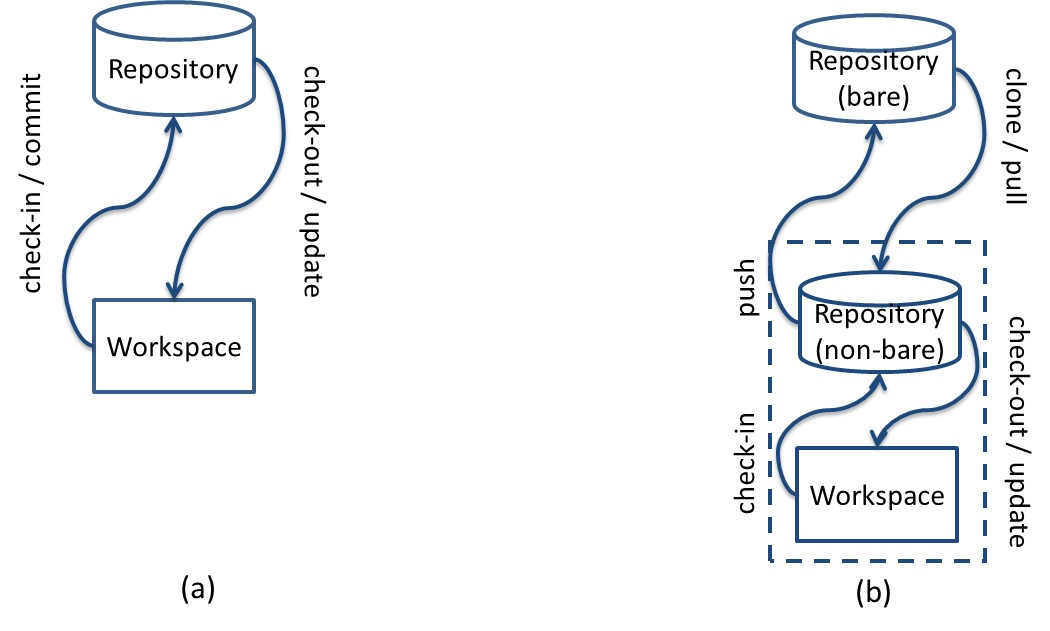 Repository
check-in / commit
check-out / update
Workspace
(a)
Repository
(bare)
clone / pull
push
Repository
(non-bare)
check-in
check-out / update
Workspace
(b)